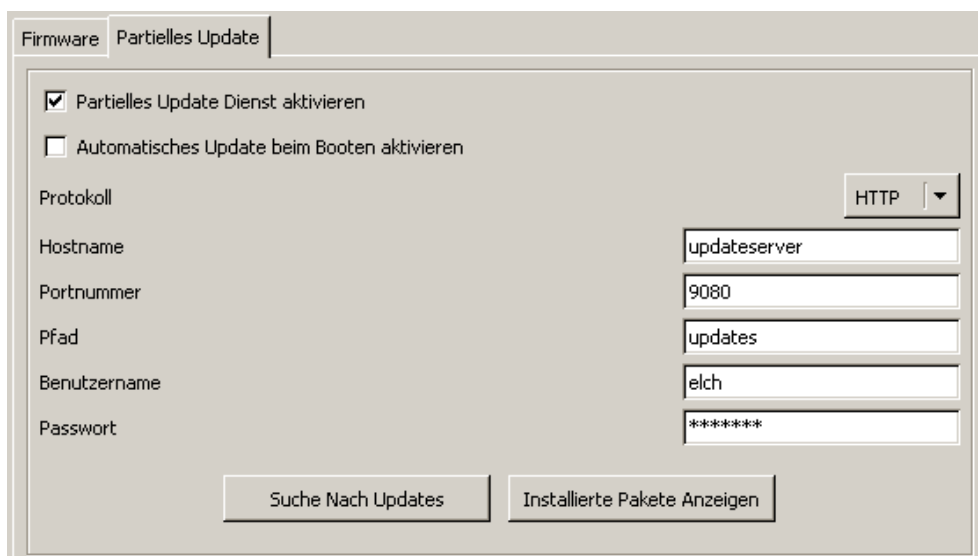 Firmware Partielles Update
Partielles Update Dienst aktivieren
Automatisches Update beim Booten aktivieren
Protokoll HTTP
Hostname updateserver
Portnummer 9080
Pfad updates
Benutzername elch
Passwort *******
Suche Nach Updates Installierte Pakete Anzeigen